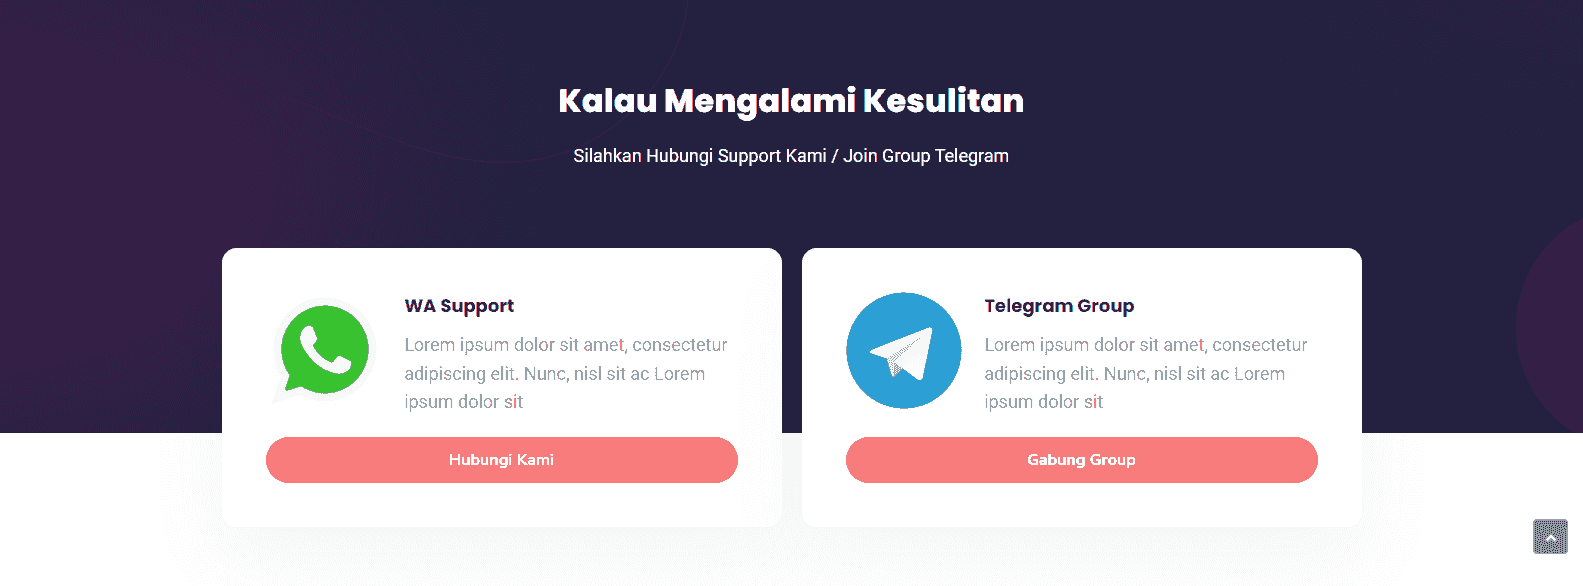 Kalau Mengalami Kesulitan
Silahkan Hubungi Support Kami / Join Group Telegram
WA Support
Lorem ipsum dolor sit amet, consectetur
adipiscing elit. Nunc, nisl sit ac Lorem
ipsum dolor sit
Hubungi Kami
Telegram Group
Lorem ipsum dolor sit amet, consectetur
adipiscing elit. Nunc, nisl sit ac Lorem
ipsum dolor sit
Gabung Group